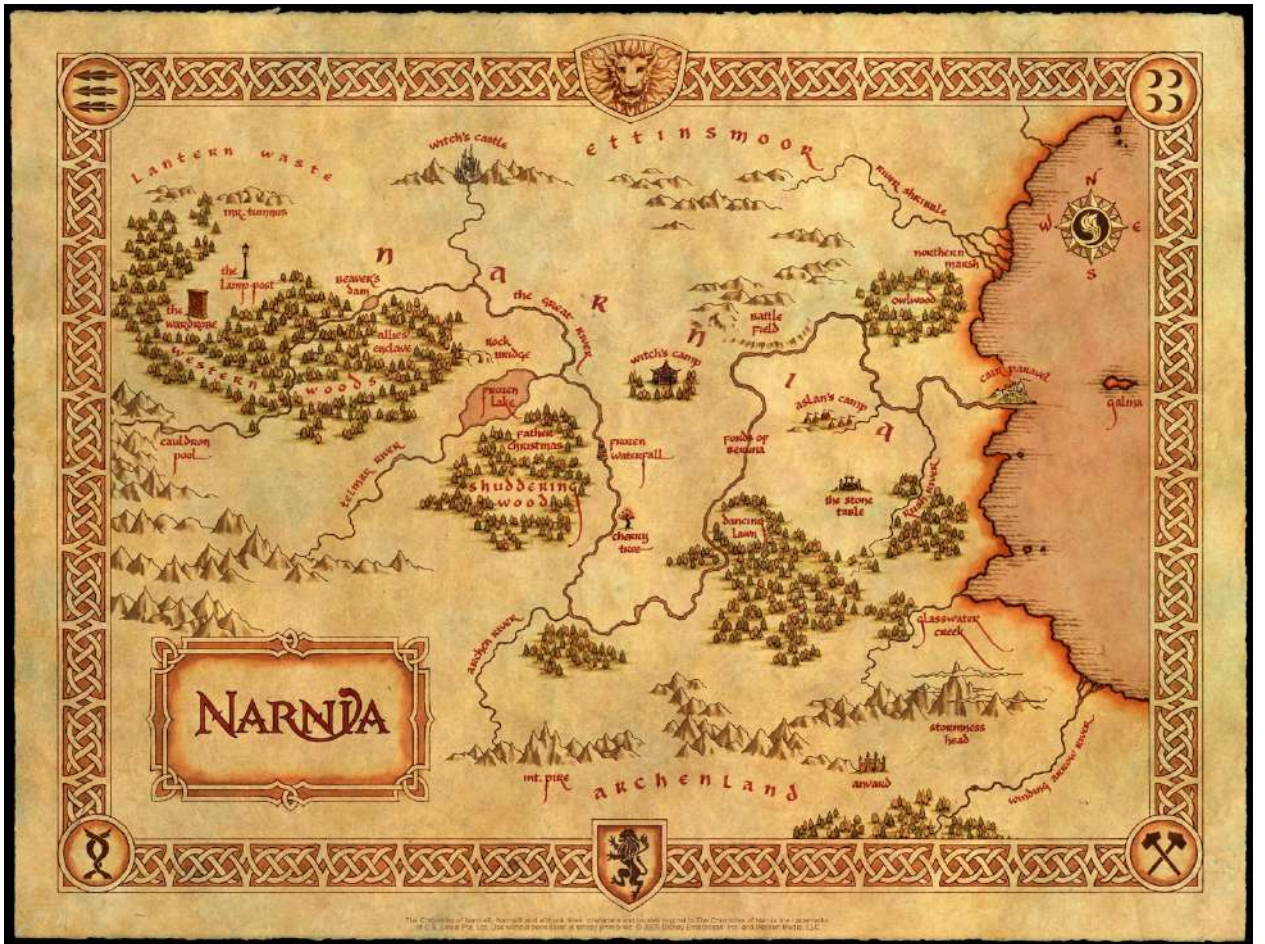 Lantern waste
witch's castle
ettinsmoor
River shribble
mr. tumnus
N
W E
S
northern
marsh
the
Lamp-post
Beaver's
dam
narnia
owlwood
the
wardrobe
the great river
Battle
Field
allies
enclave
Rock
Bridge
witch's camp
western woods
frozen
Lake
cair paravel
galma
aslan's camp
cauldron
pool
Father
christmas
frozen
waterfall
Fords of
Beruna
telmar River
shuddering
wood
the stone
table
Rush River
dancing
Lawn
cherry
tree
archen River
glasswater
creek
NARNIA
stormness
head
mt. pire
archenland
anvard
winding arrow River